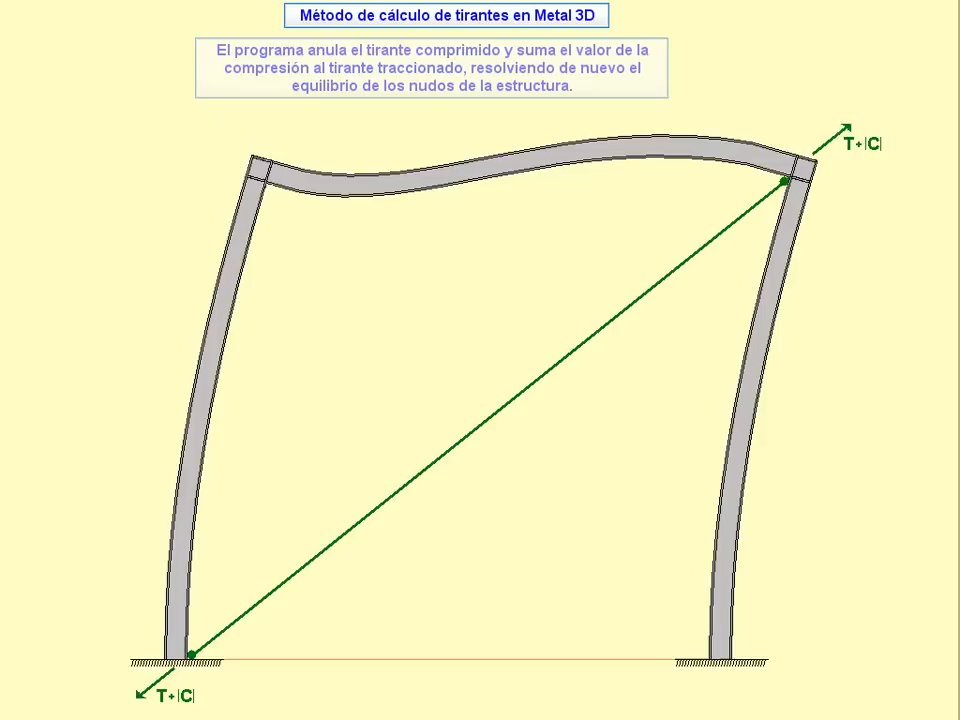 Método de cálculo de tirantes en Metal 3D
El programa anula el tirante comprimido y suma el valor de la
compresión al tirante traccionado, resolviendo de nuevo el
equilibrio de los nudos de la estructura.
T+|C|
T+|C|